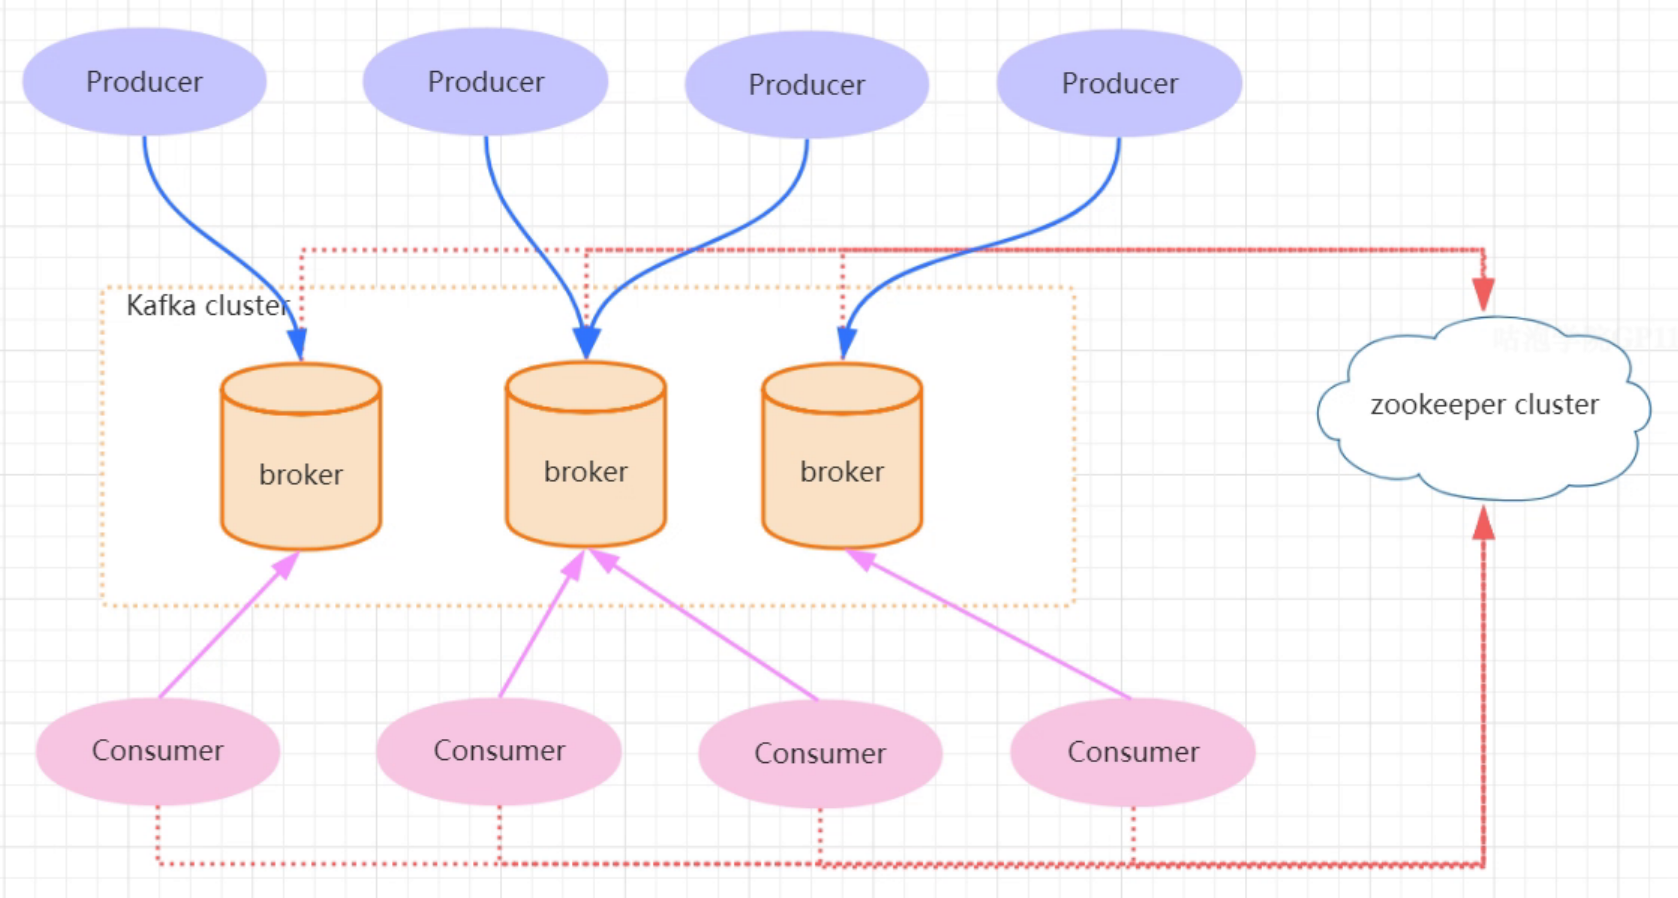 Producer
Producer
Producer
Producer
Kafka cluster
broker
broker
broker
zookeeper cluster
Consumer
Consumer
Consumer
Consumer